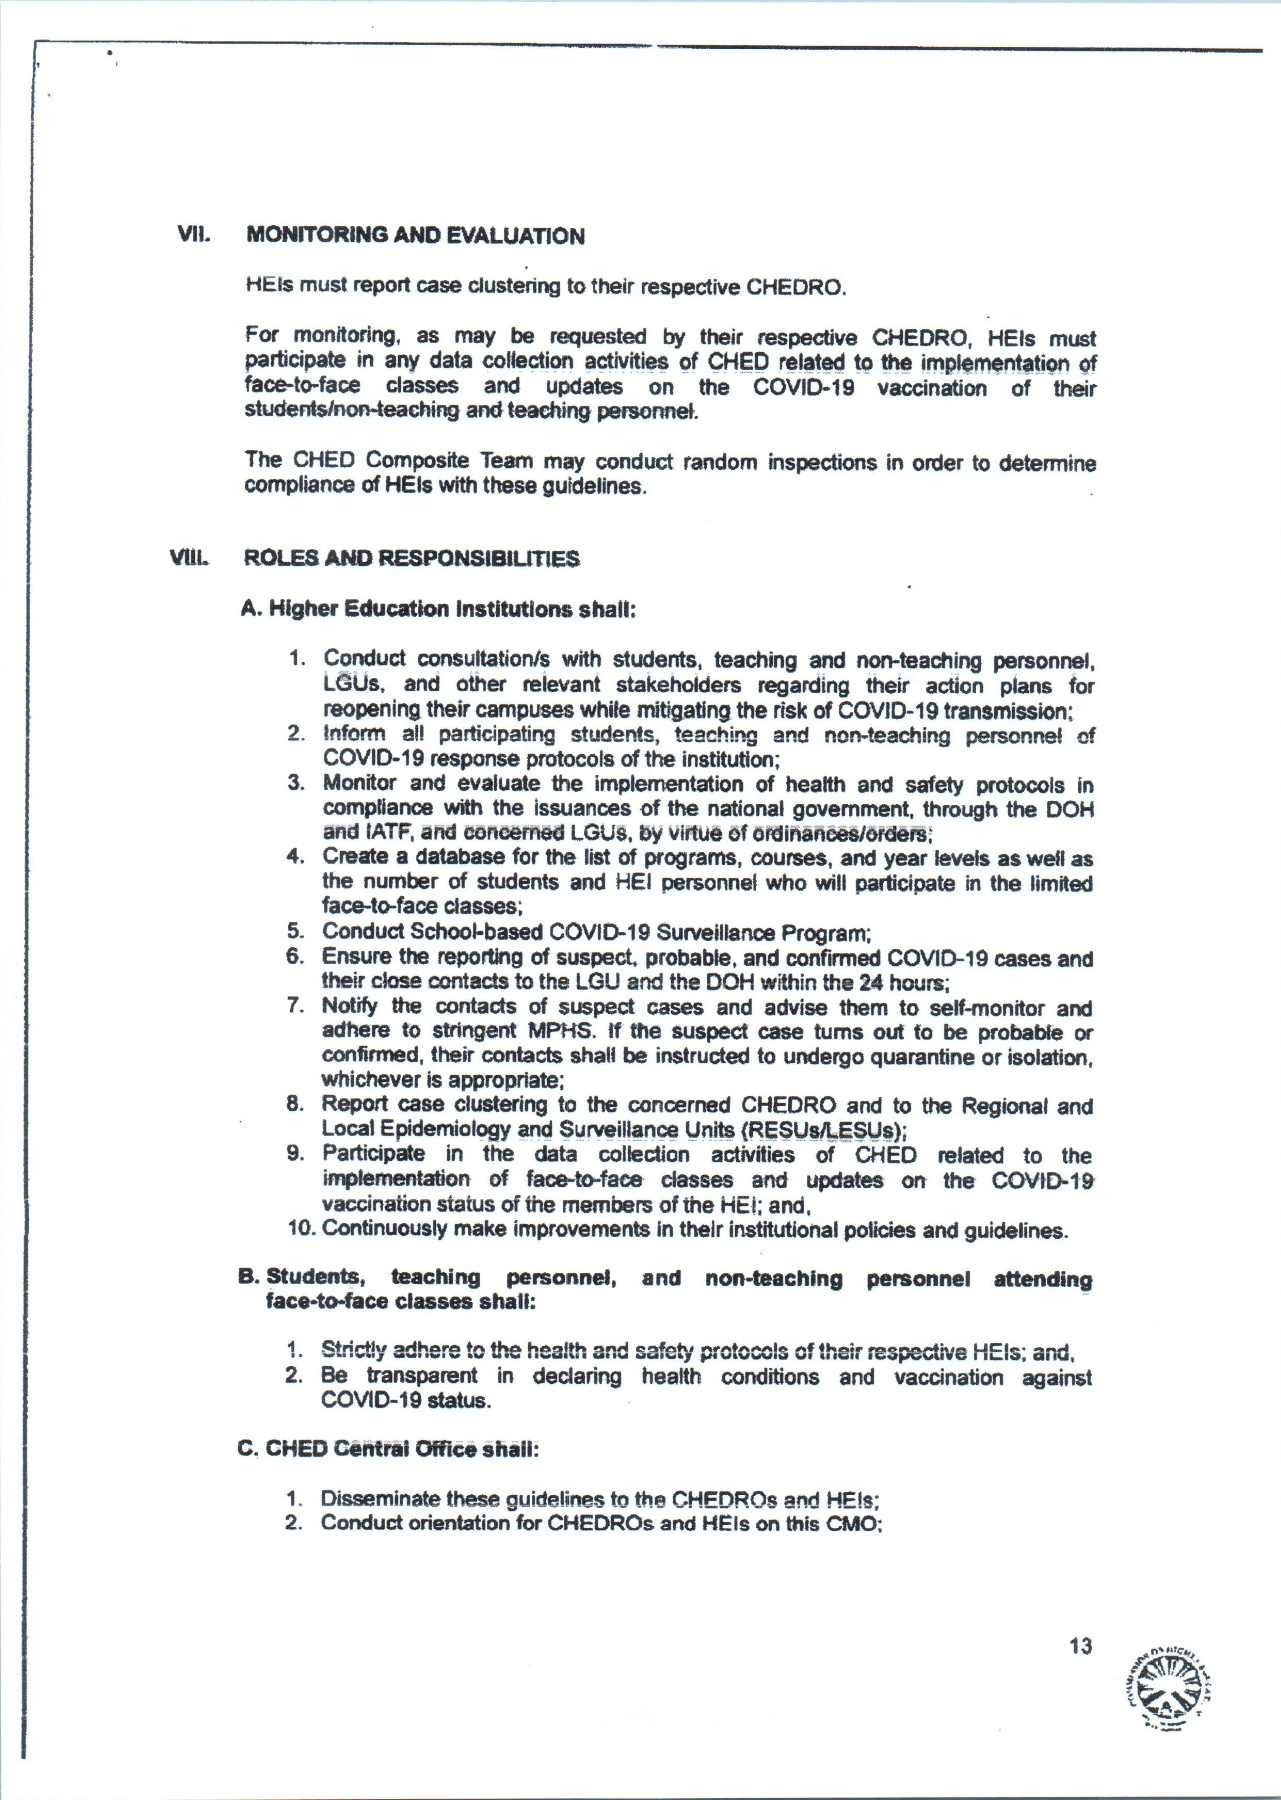 VII. MONITORING AND EVALUATION
HEIs must report case clustering to their respective CHEDRO.
For monitoring, as may be requested by their respective CHEDRO, HEIs must
participate in any data collection activities of CHED related to the implementation of
face-to-face classes and updates on the COVID-19 vaccination of their
students/non-teaching and teaching personnel.
The CHED Composite Team may conduct random inspections in order to determine
compliance of HEIs with these guidelines.
VIII. ROLES AND RESPONSIBILITIES
A. Higher Education Institutions shall:
1. Conduct consultation/s with students, teaching and non-teaching personnel,
LGUs, and other relevant stakeholders regarding their action plans for
reopening their campuses while mitigating the risk of COVID-19 transmission;
2. Inform all participating students, teaching and non-teaching personnel of
COVID-19 response protocols of the institution;
3. Monitor and evaluate the implementation of health and safety protocols in
compliance with the issuances of the national government, through the DOH
and IATF, and concerned LGUs, by virtue of ordinances/orders;
4. Create a database for the list of programs, courses, and year levels as well as
the number of students and HEI personnel who will participate in the limited
face-to-face classes;
5. Conduct School-based COVID-19 Surveillance Program;
6. Ensure the reporting of suspect, probable, and confirmed COVID-19 cases and
their close contacts to the LGU and the DOH within the 24 hours;
7. Notify the contacts of suspect cases and advise them to self-monitor and
adhere to stringent MPHS. If the suspect case turns out to be probable or
confirmed, their contacts shall be instructed to undergo quarantine or isolation,
whichever is appropriate;
8. Report case clustering to the concerned CHEDRO and to the Regional and
Local Epidemiology and Surveillance Units (RESUs/LESUs);
9. Participate in the data collection activities of CHED related to the
implementation of face-to-face classes and updates on the COVID-19
vaccination status of the members of the HEI; and,
10. Continuously make improvements in their institutional policies and guidelines.
B. Students, teaching personnel, and non-teaching personnel attending
face-to-face classes shall:
1. Strictly adhere to the health and safety protocols of their respective HEIs; and,
2. Be transparent in declaring health conditions and vaccination against
COVID-19 status.
C. CHED Central Office shall:
1. Disseminate these guidelines to the CHEDROs and HEIs;
2. Conduct orientation for CHEDROs and HEIs on this CMO;
13